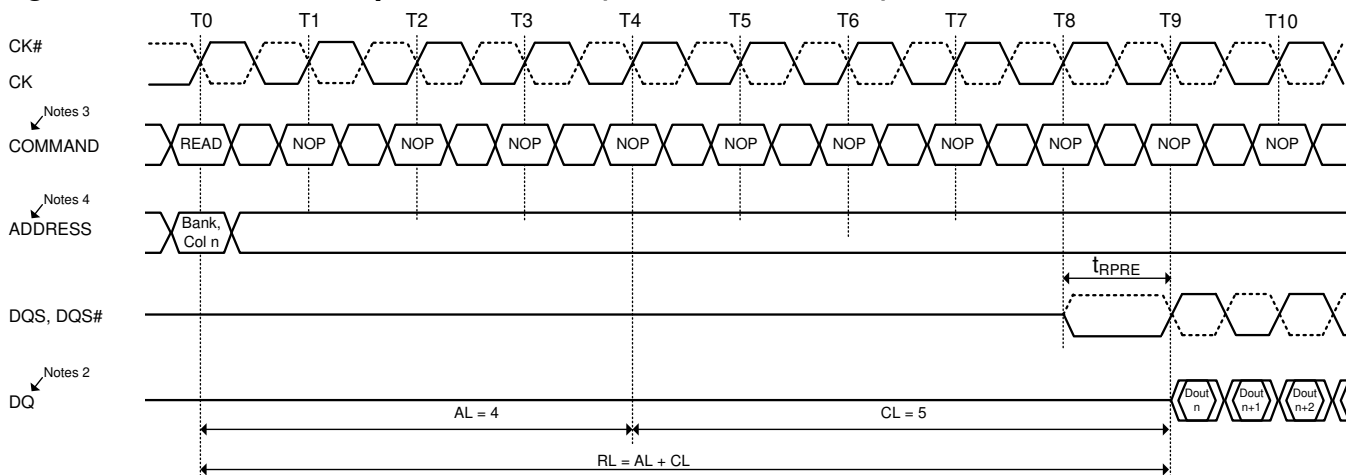 T0 T1 T2 T3 T4 T5 T6 T7 T8 T9 T10
CK#
CK
Notes 3
COMMAND READ NOP NOP NOP NOP NOP NOP NOP NOP NOP NOP
Notes 4
ADDRESS
Bank,
Col n
tRPRE
DQS, DQS#
Notes 2
DQ
Dout n
Dout n+1
Dout n+2
AL = 4 CL = 5
RL = AL + CL